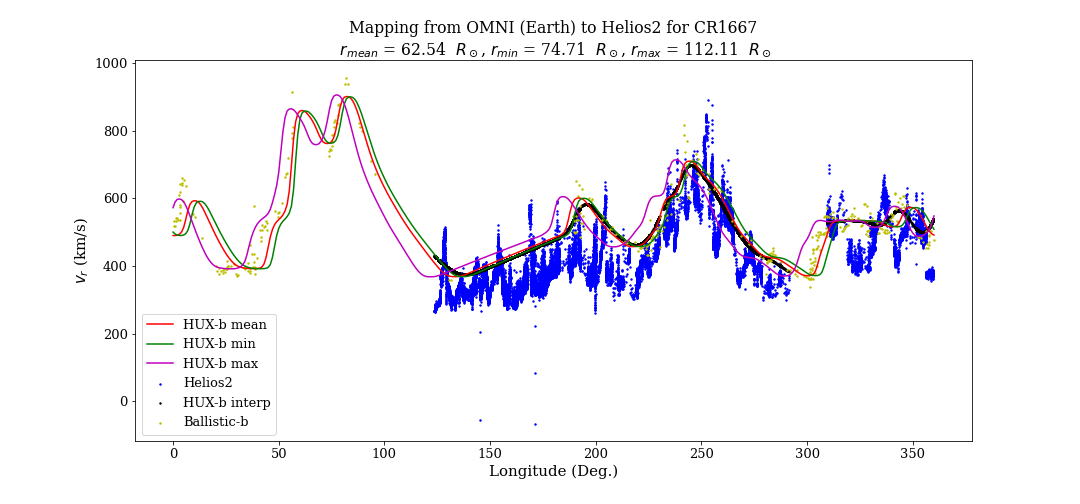 Mapping from OMNI (Earth) to Helios2 for CR1667
r_mean = 62.54 R_⊙, r_min = 74.71 R_⊙, r_max = 112.11 R_⊙
1000
800
600
400
200
0
v_r (km/s)
HUX-b mean
HUX-b min
HUX-b max
Helios2
HUX-b interp
Ballistic-b
0 50 100 150 200 250 300 350
Longitude (Deg.)